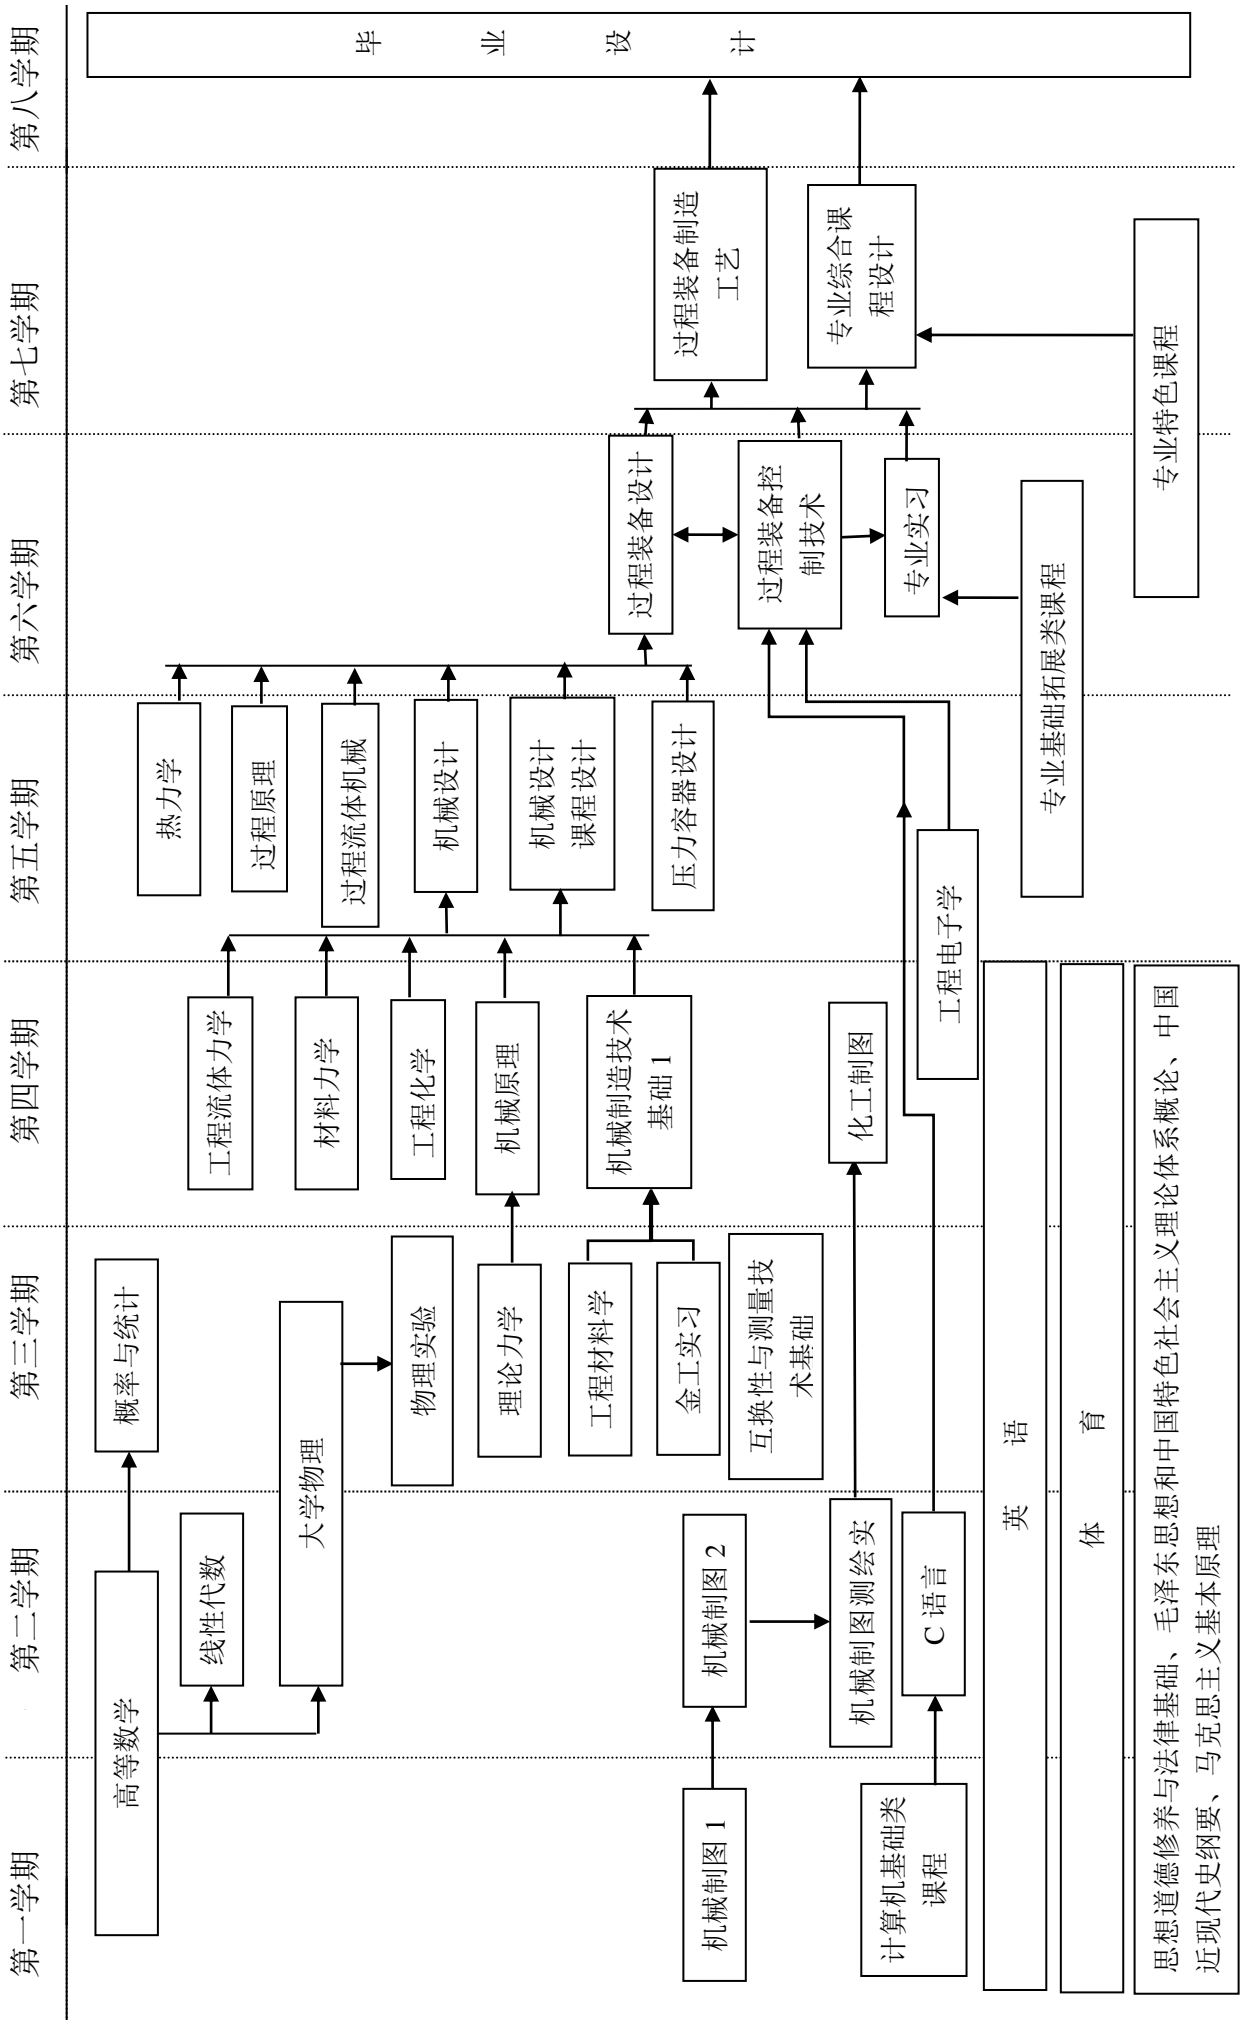 第一学期
第二学期
第三学期
第四学期
第五学期
第六学期
第七学期
第八学期
高等数学
概率与统计
线性代数
大学物理
物理实验
工程流体力学
材料力学
工程化学
理论力学
机械原理
工程材料学
金工实习
机械制造技术
基础 1
互换性与测量技
术基础
机械制图 1
机械制图 2
机械制图测绘实
化工制图
计算机基础类
课程
C 语言
工程电子学
热力学
过程原理
过程流体机械
机械设计
机械设计
课程设计
压力容器设计
过程装备设计
过程装备控
制技术
专业实习
专业基础拓展类课程
过程装备制造
工艺
专业综合课
程设计
专业特色课程
毕业设计
英语
体育
思想道德修养与法律基础、毛泽东思想和中国特色社会主义理论体系概论、中国
近现代史纲要、马克思主义基本原理